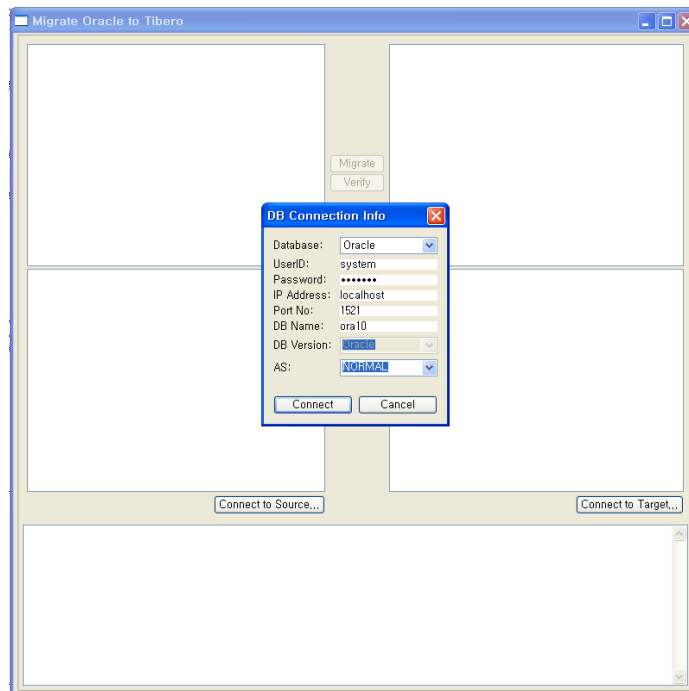 Migrate Oracle to Tibero
Migrate
Verify
DB Connection Info
Database: Oracle
UserID: system
Password: •••••••
IP Address: localhost
Port No: 1521
DB Name: ora10
DB Version: Oracle
AS: NORMAL
Connect Cancel
Connect to Source... Connect to Target...